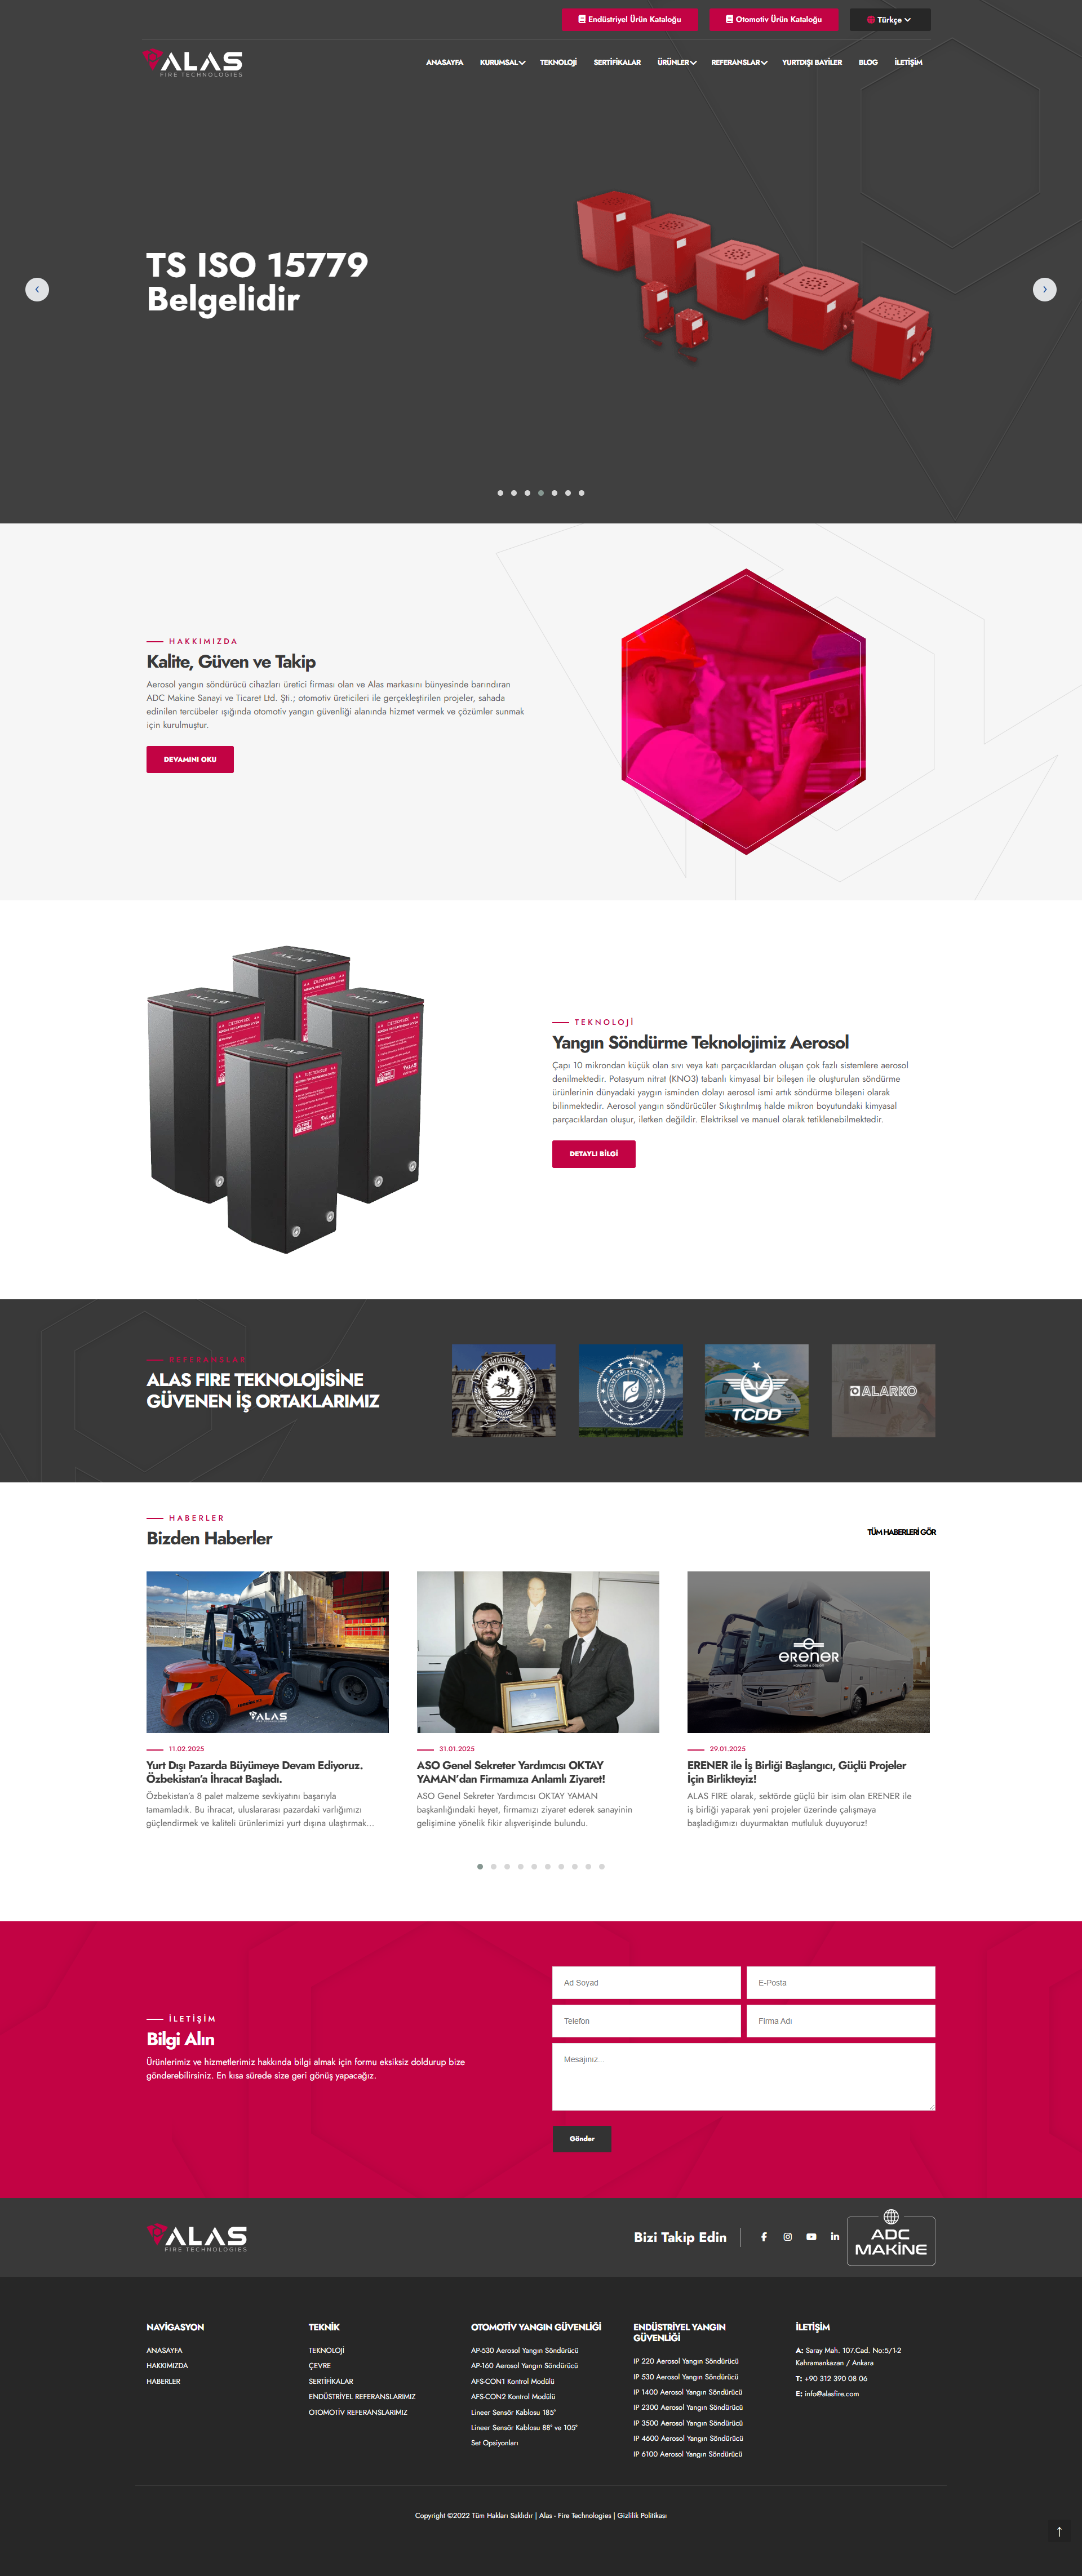 Endüstriyel Ürün Kataloğu
Otomotiv Ürün Kataloğu
Türkçe
ALAS
FIRE TECHNOLOGIES
ANASAYFA
KURUMSAL
TEKNOLOJİ
SERTİFİKALAR
ÜRÜNLER
REFERANSLAR
YURTDIŞI BAYİLER
BLOG
İLETİŞİM
TS ISO 15779
Belgelidir
HAKKIMIZDA
Kalite, Güven ve Takip
Aerosol yangın söndürücü cihazları üretici firması olan ve Alas markasını bünyesinde barındıran
ADC Makine Sanayi ve Ticaret Ltd. Şti.; otomotiv üreticileri ile gerçekleştirilen projeler, sahada
edinilen tercübeler ışığında otomotiv yangın güvenliği alanında hizmet vermek ve çözümler sunmak
için kurulmuştur.
DEVAMINI OKU
TEKNOLOJİ
Yangın Söndürme Teknolojimiz Aerosol
Çapı 10 mikrondan küçük olan sıvı veya katı parçacıklardan oluşan çok fazlı sistemlere aerosol
denilmektedir. Potasyum nitrat (KNO3) tabanlı kimyasal bir bileşen ile oluşturulan söndürme
ürünlerinin dünyadaki yaygın isminden dolayı aerosol ismi artık söndürme bileşeni olarak
bilinmektedir. Aerosol yangın söndürücüler Sıkıştırılmış halde mikron boyutundaki kimyasal
parçacıklardan oluşur, iletken değildir. Elektriksel ve manuel olarak tetiklenebilmektedir.
DETAYLI BİLGİ
REFERANSLAR
ALAS FIRE TEKNOLOJİSİNE
GÜVENEN İŞ ORTAKLARIMIZ
TCDD
ALARKO
HABERLER
Bizden Haberler
TÜM HABERLERİ GÖR
ALAS
erener
11.02.2025
Yurt Dışı Pazarda Büyümeye Devam Ediyoruz.
Özbekistan’a İhracat Başladı.
Özbekistan’a 8 palet malzeme sevkiyatını başarıyla
tamamladık. Bu ihracat, uluslararası pazardaki varlığımızı
güçlendirmek ve kaliteli ürünlerimizi yurt dışına ulaştırmak...
31.01.2025
ASO Genel Sekreter Yardımcısı OKTAY
YAMAN’dan Firmamıza Anlamlı Ziyaret!
ASO Genel Sekreter Yardımcısı OKTAY YAMAN
başkanlığındaki heyet, firmamızı ziyaret ederek sanayinin
gelişimine yönelik fikir alışverişinde bulundu.
29.01.2025
ERENER ile İş Birliği Başlangıcı, Güçlü Projeler
İçin Birlikteyiz!
ALAS FIRE olarak, sektörde güçlü bir isim olan ERENER ile
iş birliği yaparak yeni projeler üzerinde çalışmaya
başladığımızı duyurmaktan mutluluk duyuyoruz!
İLETİŞİM
Bilgi Alın
Ürünlerimiz ve hizmetlerimiz hakkında bilgi almak için formu eksiksiz doldurup bize
gönderebilirsiniz. En kısa sürede size geri gönüş yapacağız.
Ad Soyad
E-Posta
Telefon
Firma Adı
Mesajınız...
Gönder
ALAS
FIRE TECHNOLOGIES
Bizi Takip Edin
ADC
MAKİNE
NAVİGASYON
ANASAYFA
HAKKIMIZDA
HABERLER
TEKNİK
TEKNOLOJİ
ÇEVRE
SERTİFİKALAR
ENDÜSTRİYEL REFERANSLARIMIZ
OTOMOTİV REFERANSLARIMIZ
OTOMOTİV YANGIN GÜVENLİĞİ
AP-530 Aerosol Yangın Söndürücü
AP-160 Aerosol Yangın Söndürücü
AFS-CON1 Kontrol Modülü
AFS-CON2 Kontrol Modülü
Lineer Sensör Kablosu 185°
Lineer Sensör Kablosu 88° ve 105°
Set Opsiyonları
ENDÜSTRİYEL YANGIN
GÜVENLİĞİ
IP 220 Aerosol Yangın Söndürücü
IP 530 Aerosol Yangın Söndürücü
IP 1400 Aerosol Yangın Söndürücü
IP 2300 Aerosol Yangın Söndürücü
IP 3500 Aerosol Yangın Söndürücü
IP 4600 Aerosol Yangın Söndürücü
IP 6100 Aerosol Yangın Söndürücü
İLETİŞİM
A: Saray Mah. 107.Cad. No:5/1-2
Kahramankazan / Ankara
T: +90 312 390 08 06
E: info@alasfire.com
Copyright ©2022 Tüm Hakları Saklıdır | Alas - Fire Technologies | Gizlilik Politikası